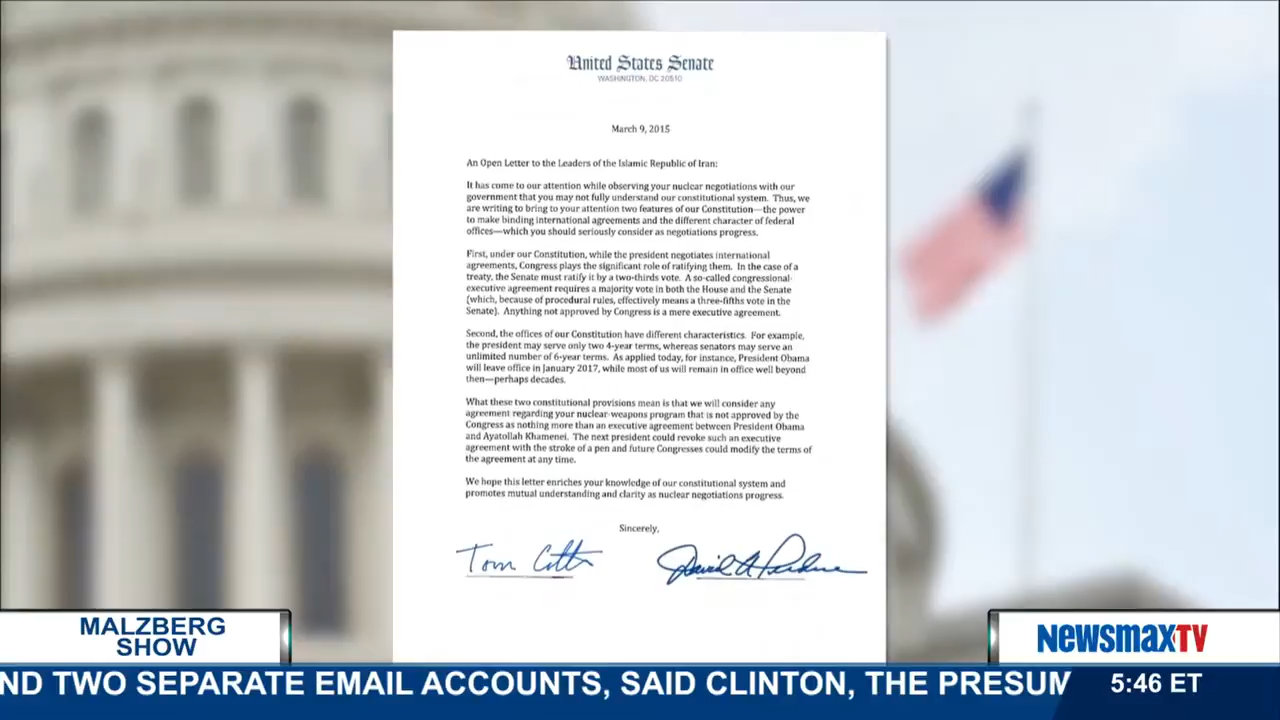 United States Senate
WASHINGTON, DC 20510
March 9, 2015
An Open Letter to the Leaders of the Islamic Republic of Iran:
It has come to our attention while observing your nuclear negotiations with our
government that you may not fully understand our constitutional system. Thus, we
are writing to bring to your attention two features of our Constitution—the power
to make binding international agreements and the different character of federal
offices—which you should seriously consider as negotiations progress.
First, under our Constitution, while the president negotiates international
agreements, Congress plays the significant role of ratifying them. In the case of a
treaty, the Senate must ratify it by a two-thirds vote. A so-called congressional-
executive agreement requires a majority vote in both the House and the Senate
(which, because of procedural rules, effectively means a three-fifths vote in the
Senate). Anything not approved by Congress is a mere executive agreement.
Second, the offices of our Constitution have different characteristics. For example,
the president may serve only two 4-year terms, whereas senators may serve an
unlimited number of 6-year terms. As applied today, for instance, President Obama
will leave office in January 2017, while most of us will remain in office well beyond
then—perhaps decades.
What these two constitutional provisions mean is that we will consider any
agreement regarding your nuclear-weapons program that is not approved by the
Congress as nothing more than an executive agreement between President Obama
and Ayatollah Khamenei. The next president could revoke such an executive
agreement with the stroke of a pen and future Congresses could modify the terms of
the agreement at any time.
We hope this letter enriches your knowledge of our constitutional system and
promotes mutual understanding and clarity as nuclear negotiations progress.
Sincerely,
Tom Cotton David A Perdue
MALZBERG
SHOW
NEWSMAXTV
ND TWO SEPARATE EMAIL ACCOUNTS, SAID CLINTON, THE PRESUM
5:46 ET